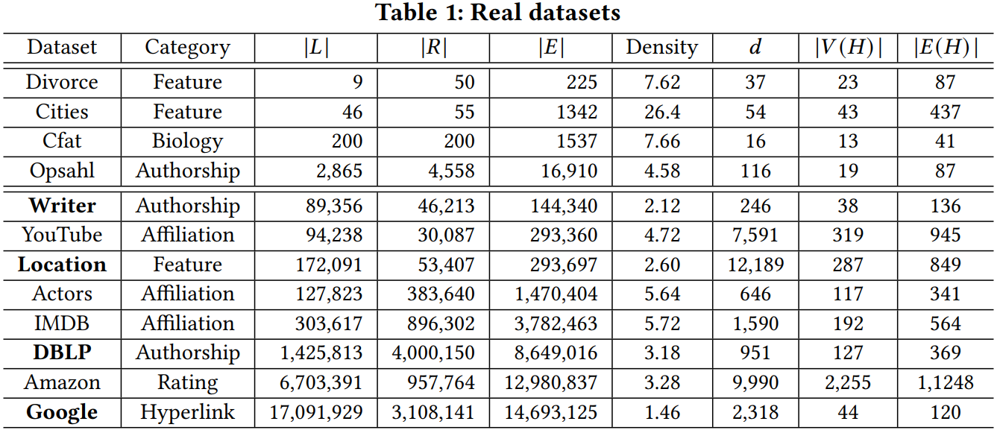 Table 1: Real datasets
Dataset Category |L| |R| |E| Density d |V(H)| |E(H)|
Divorce Feature 9 50 225 7.62 37 23 87
Cities Feature 46 55 1342 26.4 54 43 437
Cfat Biology 200 200 1537 7.66 16 13 41
Opsahl Authorship 2,865 4,558 16,910 4.58 116 19 87
Writer Authorship 89,356 46,213 144,340 2.12 246 38 136
YouTube Affiliation 94,238 30,087 293,360 4.72 7,591 319 945
Location Feature 172,091 53,407 293,697 2.60 12,189 287 849
Actors Affiliation 127,823 383,640 1,470,404 5.64 646 117 341
IMDB Affiliation 303,617 896,302 3,782,463 5.72 1,590 192 564
DBLP Authorship 1,425,813 4,000,150 8,649,016 3.18 951 127 369
Amazon Rating 6,703,391 957,764 12,980,837 3.28 9,990 2,255 1,1248
Google Hyperlink 17,091,929 3,108,141 14,693,125 1.46 2,318 44 120